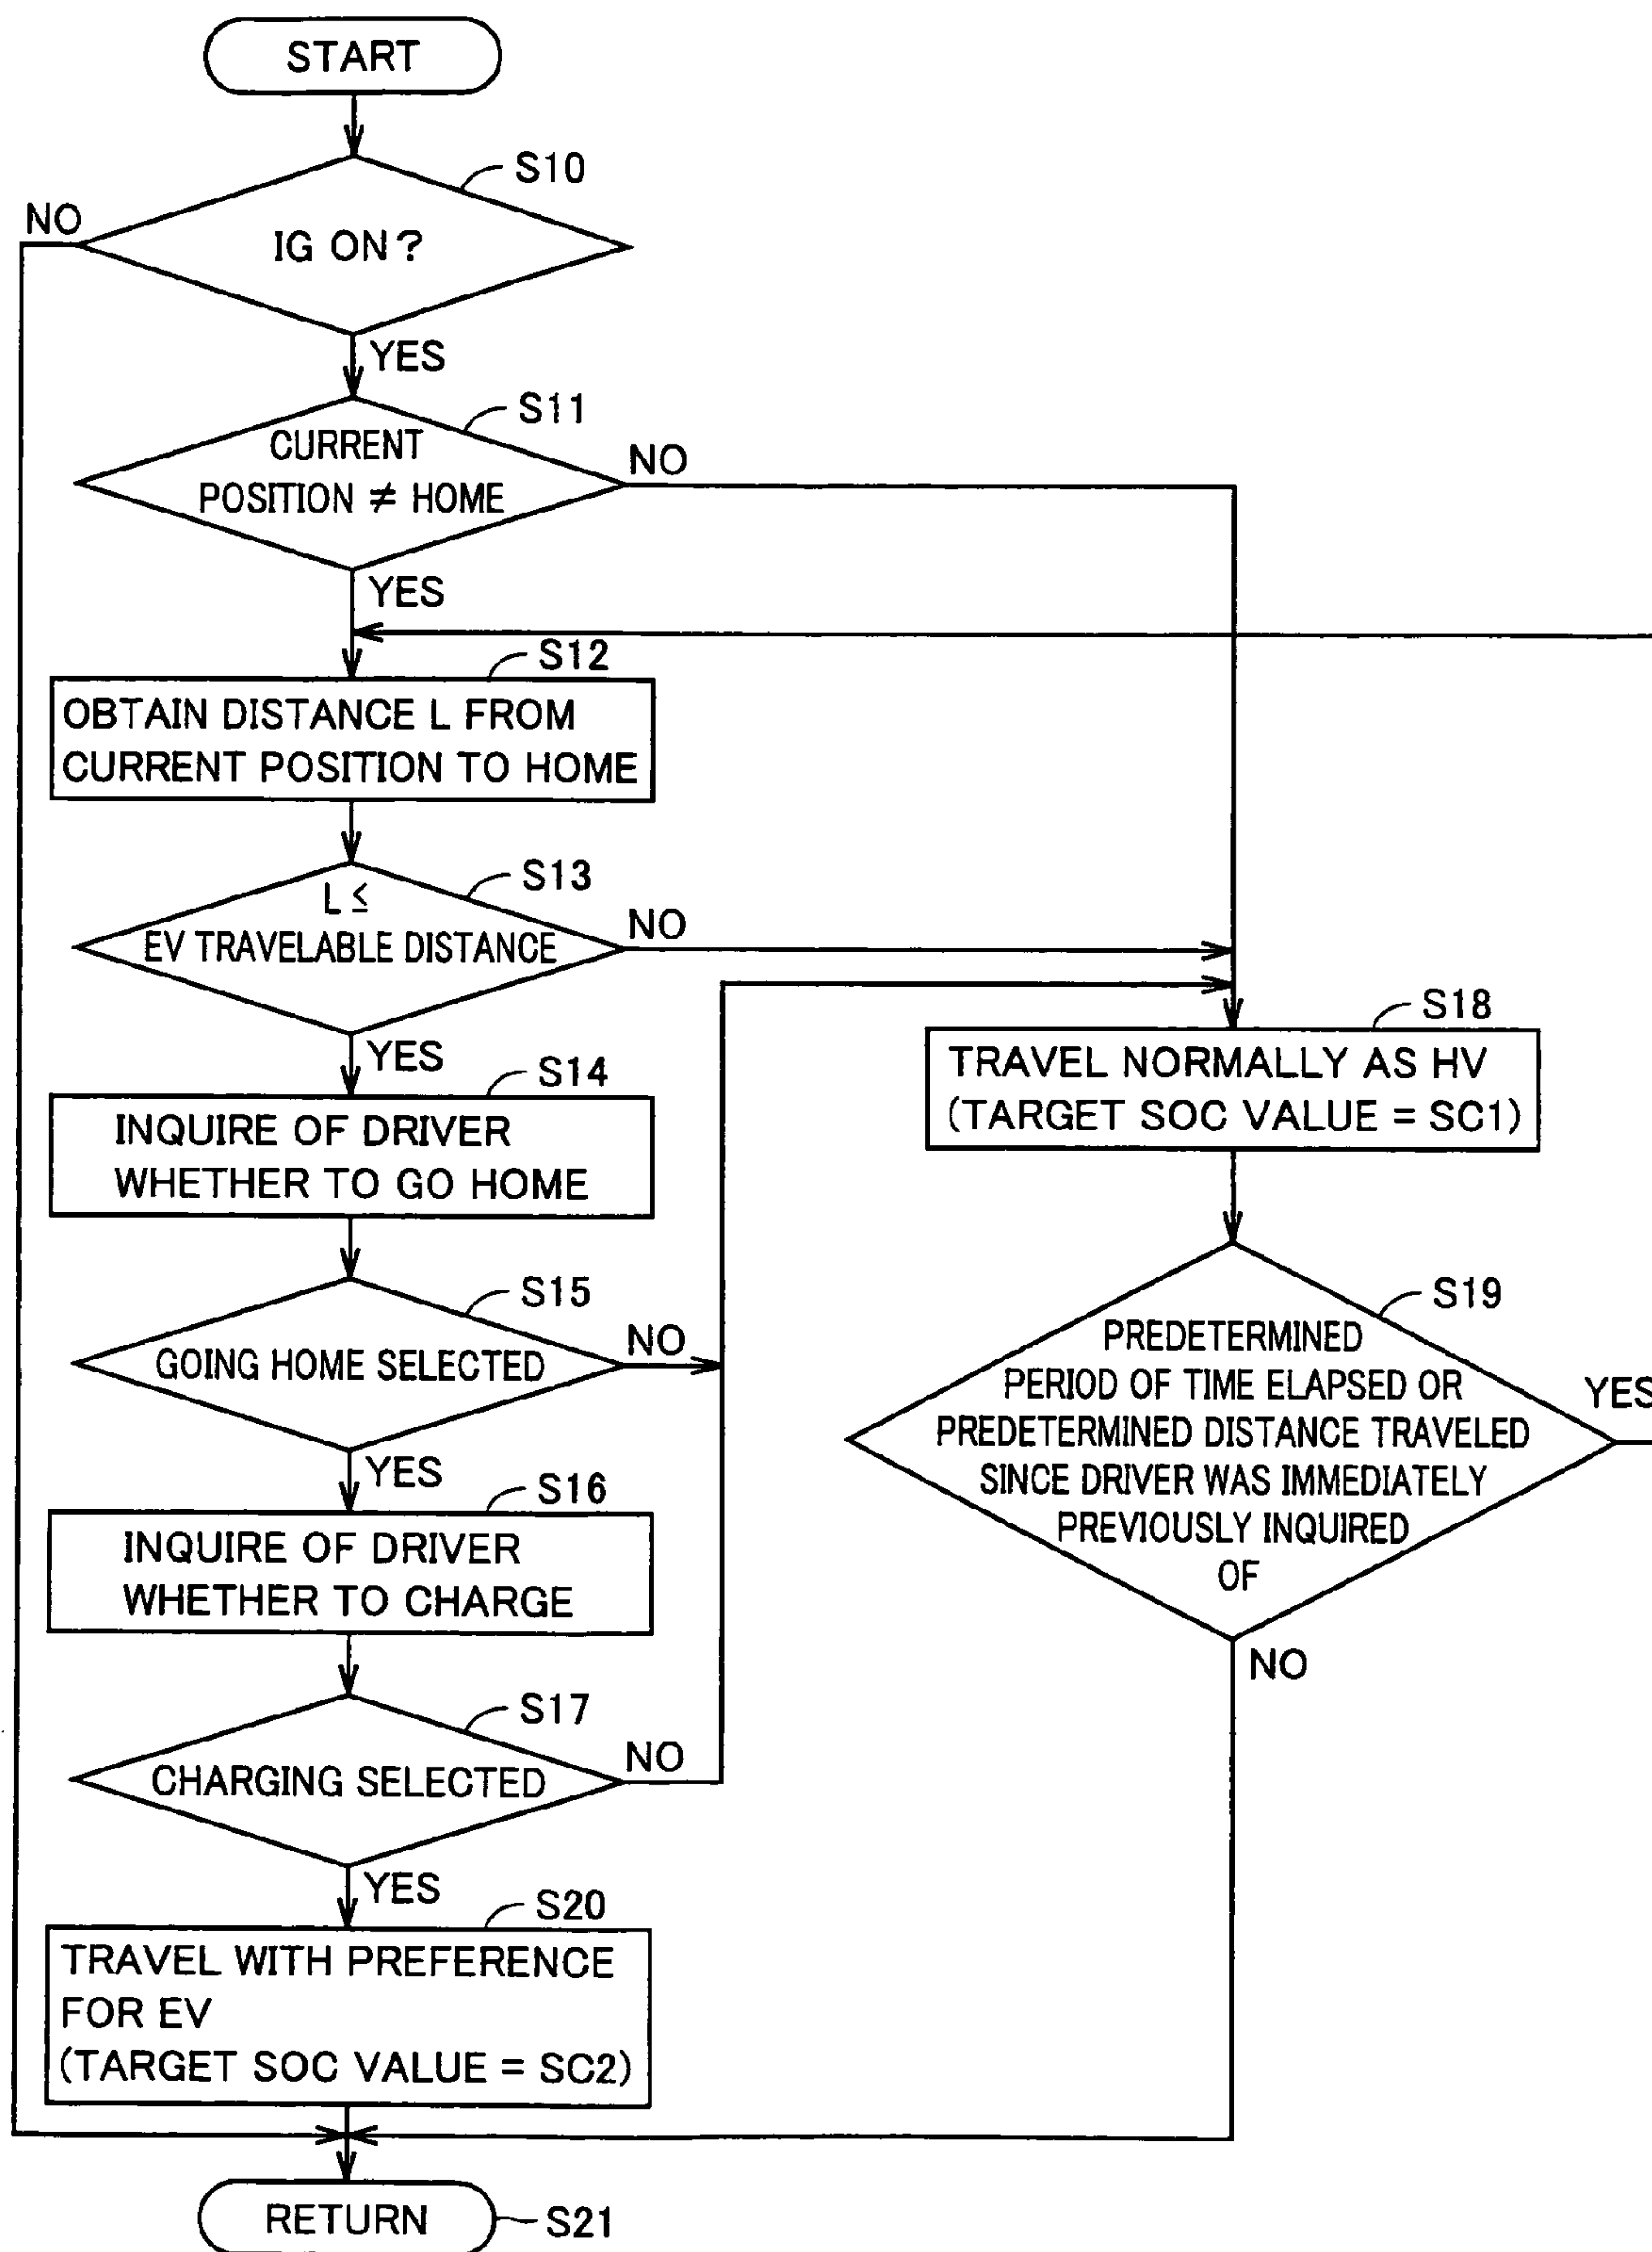 START
S10
NO
IG ON?
YES
S11
CURRENT
POSITION ≠ HOME
NO
YES
S12
OBTAIN DISTANCE L FROM
CURRENT POSITION TO HOME
S13
L ≤
EV TRAVELABLE DISTANCE
NO
YES
S14
INQUIRE OF DRIVER
WHETHER TO GO HOME
S15
GOING HOME SELECTED
NO
YES
S16
INQUIRE OF DRIVER
WHETHER TO CHARGE
S17
CHARGING SELECTED
NO
YES
S20
TRAVEL WITH PREFERENCE
FOR EV
(TARGET SOC VALUE = SC2)
S18
TRAVEL NORMALLY AS HV
(TARGET SOC VALUE = SC1)
S19
PREDETERMINED
PERIOD OF TIME ELAPSED OR
PREDETERMINED DISTANCE TRAVELED
SINCE DRIVER WAS IMMEDIATELY
PREVIOUSLY INQUIRED
OF
YES
NO
RETURN
S21